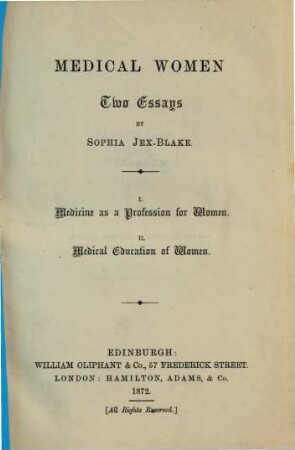 MEDICAL WOMEN
Two Essays
BY
SOPHIA JEX-BLAKE.
I.
Medicine as a Profession for Women.
II.
Medical Education of Women.
EDINBURGH:
WILLIAM OLIPHANT & Co., 57 FREDERICK STREET.
LONDON: HAMILTON, ADAMS, & Co.
1872.
[All Rights Reserved.]